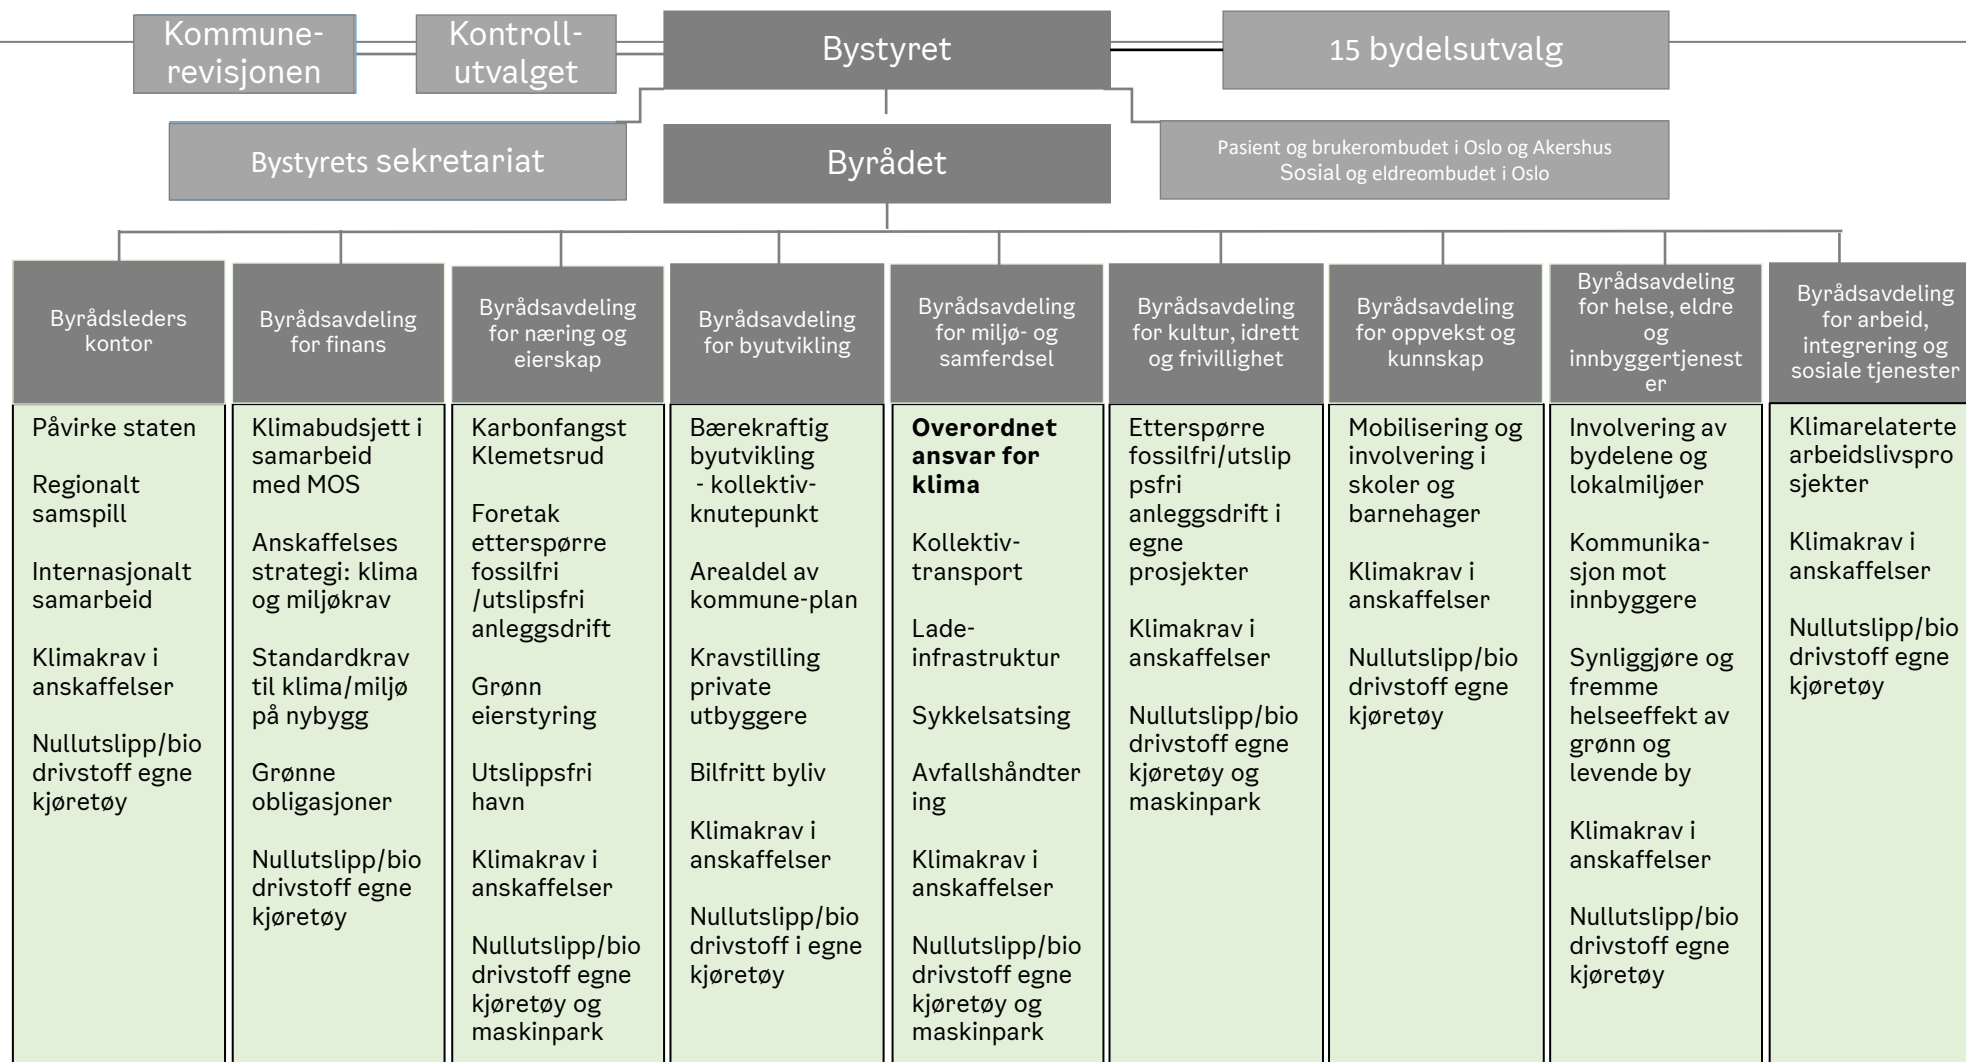 Kommune-
revisjonen
Kontroll-
utvalget
Bystyret
15 bydelsutvalg
Bystyrets sekretariat
Byrådet
Pasient og brukerombudet i Oslo og Akershus
Sosial og eldreombudet i Oslo
Byrådsleders
kontor
Byrådsavdeling
for finans
Byrådsavdeling
for næring og
eierskap
Byrådsavdeling
for byutvikling
Byrådsavdeling
for miljø- og
samferdsel
Byrådsavdeling
for kultur, idrett
og frivillighet
Byrådsavdeling
for oppvekst og
kunnskap
Byrådsavdeling
for helse, eldre
og
innbyggertjenest
er
Byrådsavdeling
for arbeid,
integrering og
sosiale tjenester
Påvirke staten
Regionalt
samspill
Internasjonalt
samarbeid
Klimakrav i
anskaffelser
Nullutslipp/bio
drivstoff egne
kjøretøy
Klimabudsjett i
samarbeid
med MOS
Anskaffelses
strategi: klima
og miljøkrav
Standardkrav
til klima/miljø
på nybygg
Grønne
obligasjoner
Nullutslipp/bio
drivstoff egne
kjøretøy
Karbonfangst
Klemetsrud
Foretak
etterspørre
fossilfri
/utslipsfri
anleggsdrift
Grønn
eierstyring
Utslippsfri
havn
Klimakrav i
anskaffelser
Nullutslipp/bio
drivstoff egne
kjøretøy og
maskinpark
Bærekraftig
byutvikling
- kollektiv-
knutepunkt
Arealdel av
kommune-plan
Kravstilling
private
utbyggere
Bilfritt byliv
Klimakrav i
anskaffelser
Nullutslipp/bio
drivstoff i egne
kjøretøy
Overordnet
ansvar for
klima
Kollektiv-
transport
Lade-
infrastruktur
Sykkelsatsing
Avfallshåndter
ing
Klimakrav i
anskaffelser
Nullutslipp/bio
drivstoff egne
kjøretøy og
maskinpark
Etterspørre
fossilfri/utslip
psfri
anleggsdrift i
egne
prosjekter
Klimakrav i
anskaffelser
Nullutslipp/bio
drivstoff egne
kjøretøy og
maskinpark
Mobilisering og
involvering i
skoler og
barnehager
Klimakrav i
anskaffelser
Nullutslipp/bio
drivstoff egne
kjøretøy
Involvering av
bydelene og
lokalmiljøer
Kommunika-
sjon mot
innbyggere
Synliggjøre og
fremme
helseeffekt av
grønn og
levende by
Klimakrav i
anskaffelser
Nullutslipp/bio
drivstoff egne
kjøretøy
Klimarelaterte
arbeidslivspro
sjekter
Klimakrav i
anskaffelser
Nullutslipp/bio
drivstoff egne
kjøretøy